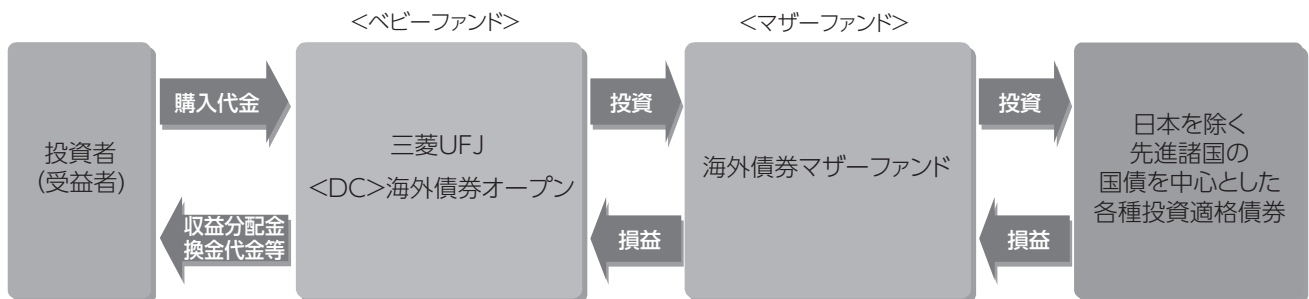 <ベビーファンド>
<マザーファンド>
投資者
(受益者)
購入代金
収益分配金
換金代金等
三菱UFJ
<DC>海外債券オープン
投資
損益
海外債券マザーファンド
投資
損益
日本を除く
先進諸国の
国債を中心とした
各種投資適格債券